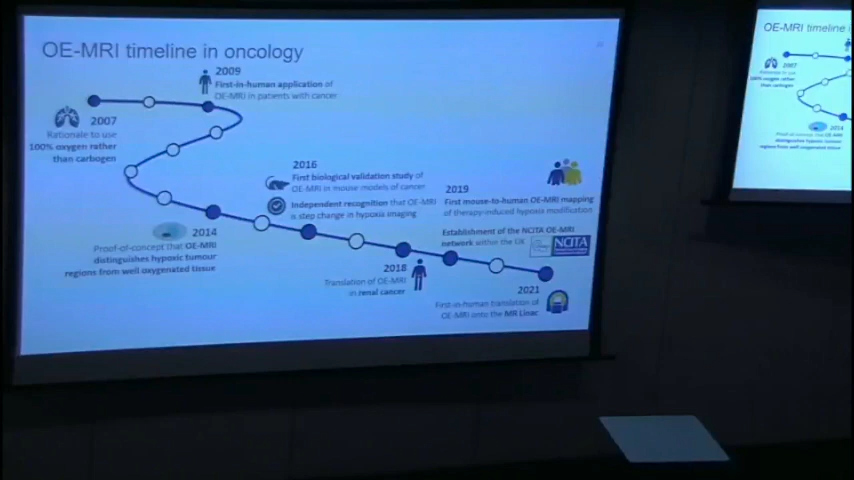 OE-MRI timeline in oncology
2009
First-in-human application of
OE-MRI in patients with cancer
2007
Rationale to use
100% oxygen rather
than carbogen
2016
First biological validation study of
OE-MRI in mouse models of cancer
Independent recognition that OE-MRI
a step change in hypoxia imaging
2019
First mouse-to-human OE-MRI mapping
of therapy-induced hypoxia modification
Establishment of the NCITA OE-MRI
network within the UK
NCITA
2014
Proof-of-concept that OE-MRI
distinguishes hypoxic tumour
regions from well oxygenated tissue
2018
Translation of OE-MRI
in renal cancer
2021
First-in-human translation of
OE-MRI onto the MR Linac
OE-MRI timeline
2007
Rationale to use
100% oxygen rather
than carbogen
2014
Proof-of-concept that OE-MRI
distinguishes hypoxic tumour
regions from well oxygenated tissue